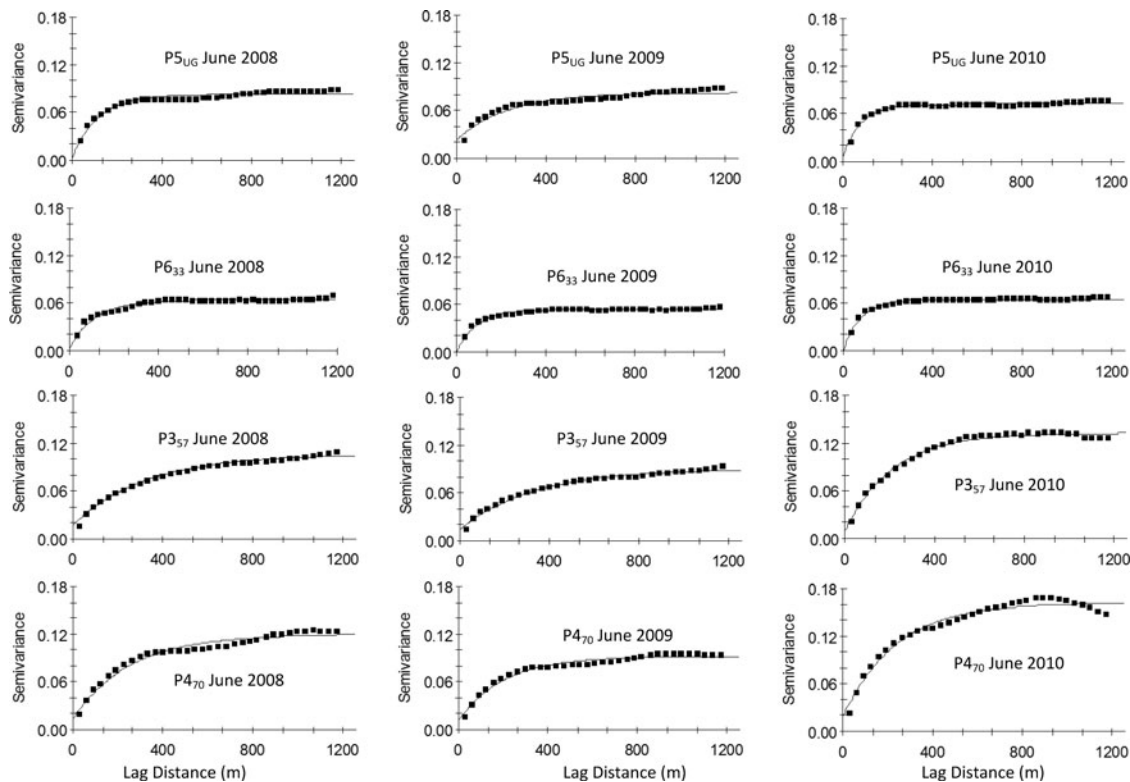 0.18
0.12
0.06
0.00
Semivariance
P5UG June 2008
0 400 800 1200
0.18
0.12
0.06
0.00
Semivariance
P5UG June 2009
0 400 800 1200
0.18
0.12
0.06
0.00
Semivariance
P5UG June 2010
0 400 800 1200
0.18
0.12
0.06
0.00
Semivariance
P633 June 2008
0 400 800 1200
0.18
0.12
0.06
0.00
Semivariance
P633 June 2009
0 400 800 1200
0.18
0.12
0.06
0.00
Semivariance
P633 June 2010
0 400 800 1200
0.18
0.12
0.06
0.00
Semivariance
P357 June 2008
0 400 800 1200
0.18
0.12
0.06
0.00
Semivariance
P357 June 2009
0 400 800 1200
0.18
0.12
0.06
0.00
Semivariance
P357 June 2010
0 400 800 1200
0.18
0.12
0.06
0.00
Semivariance
P470 June 2008
0 400 800 1200
Lag Distance (m)
0.18
0.12
0.06
0.00
Semivariance
P470 June 2009
0 400 800 1200
Lag Distance (m)
0.18
0.12
0.06
0.00
Semivariance
P470 June 2010
0 400 800 1200
Lag Distance (m)